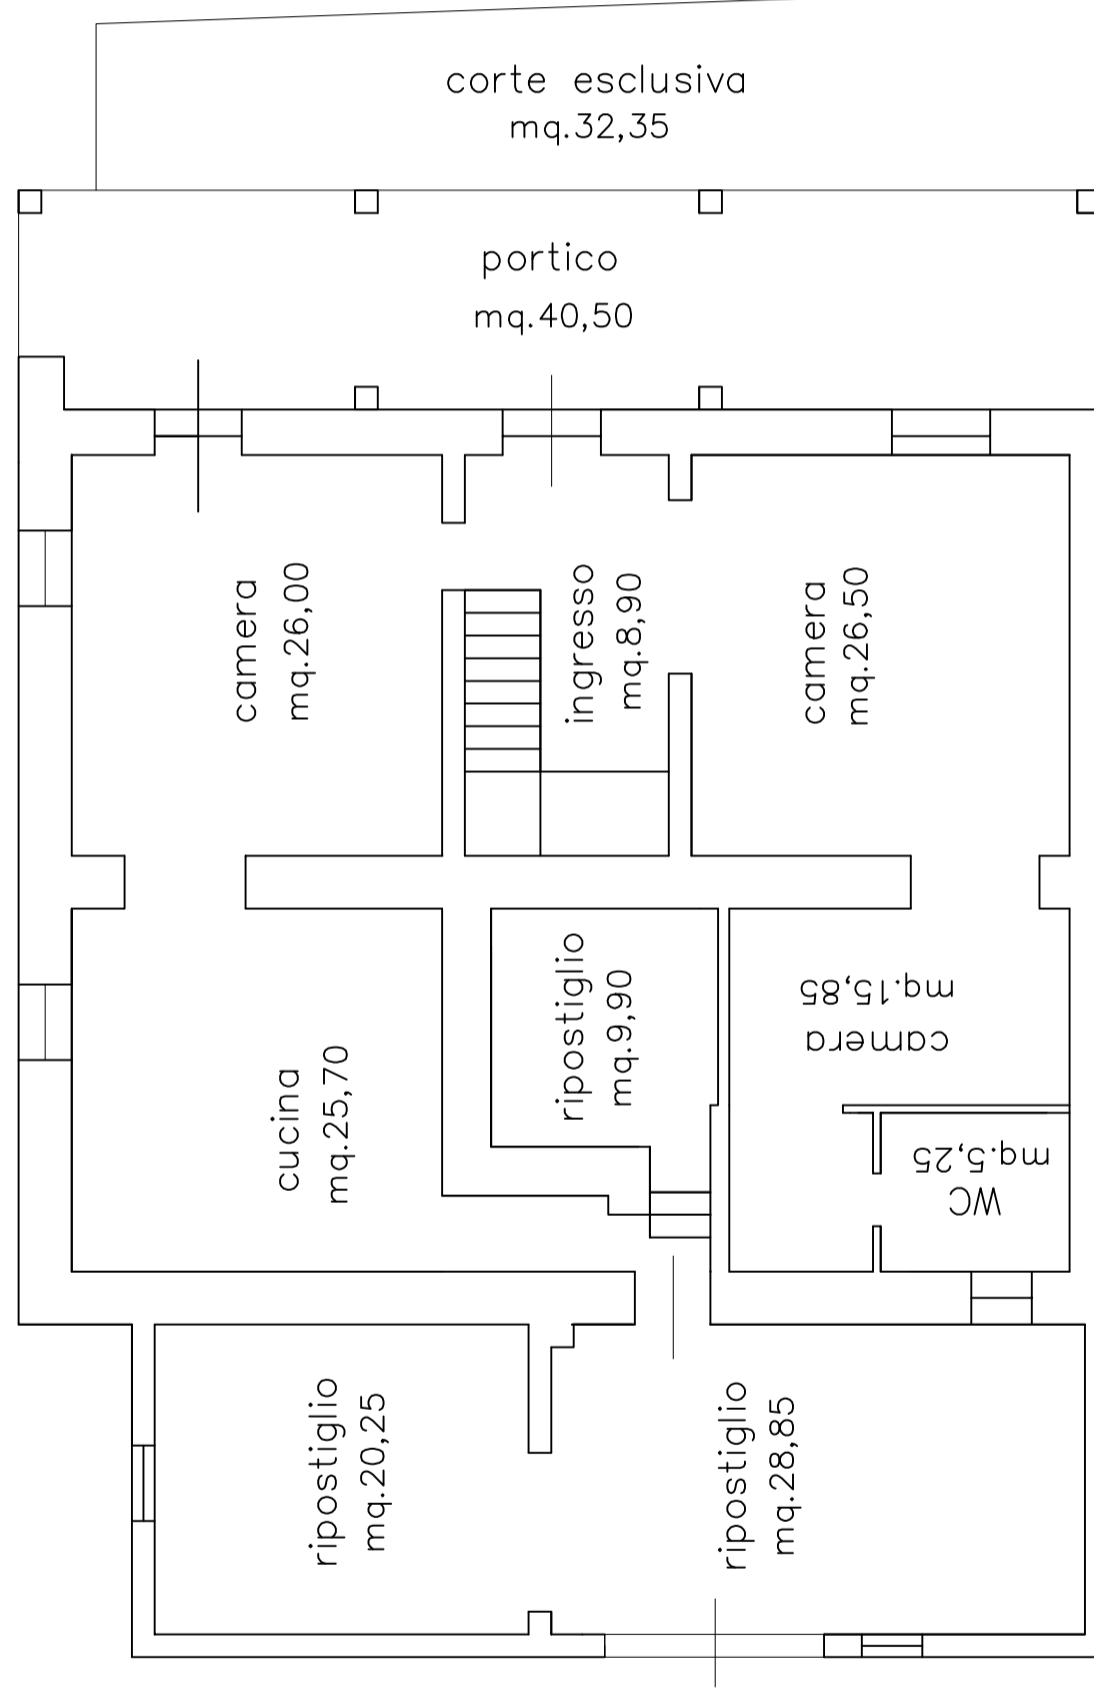 corte esclusiva
mq.32,35
portico
mq.40,50
camera
mq.26,00
ingresso
mq.8,90
camera
mq.26,50
ripostiglio
mq.9,90
camera
mq.15,85
cucina
mq.25,70
WC
mq.5,25
ripostiglio
mq.20,25
ripostiglio
mq.28,85